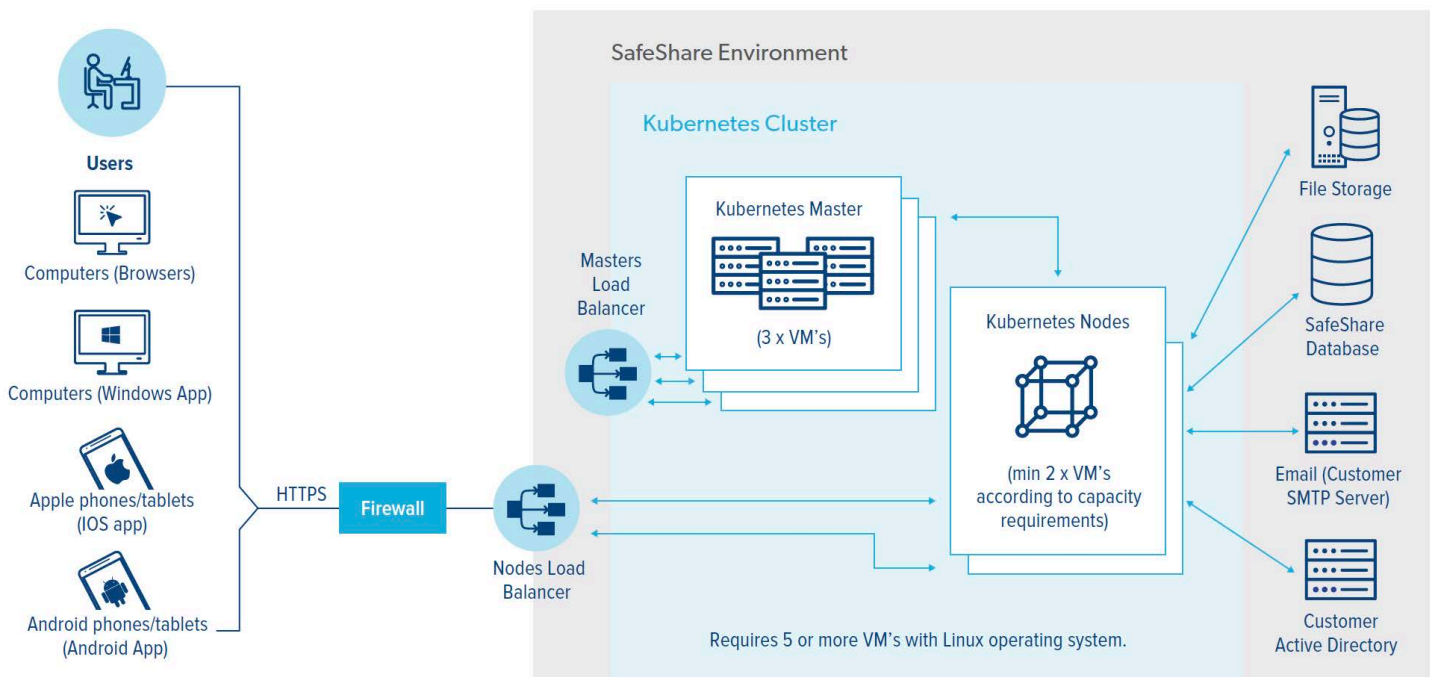 SafeShare Environment
Kubernetes Cluster
Users
Computers (Browsers)
Computers (Windows App)
Apple phones/tablets
(IOS app)
Android phones/tablets
(Android App)
HTTPS
Firewall
Nodes Load
Balancer
Masters
Load
Balancer
Kubernetes Master
(3 x VM's)
Kubernetes Nodes
(min 2 x VM's
according to capacity
requirements)
Requires 5 or more VM's with Linux operating system.
File Storage
SafeShare
Database
Email (Customer
SMTP Server)
Customer
Active Directory